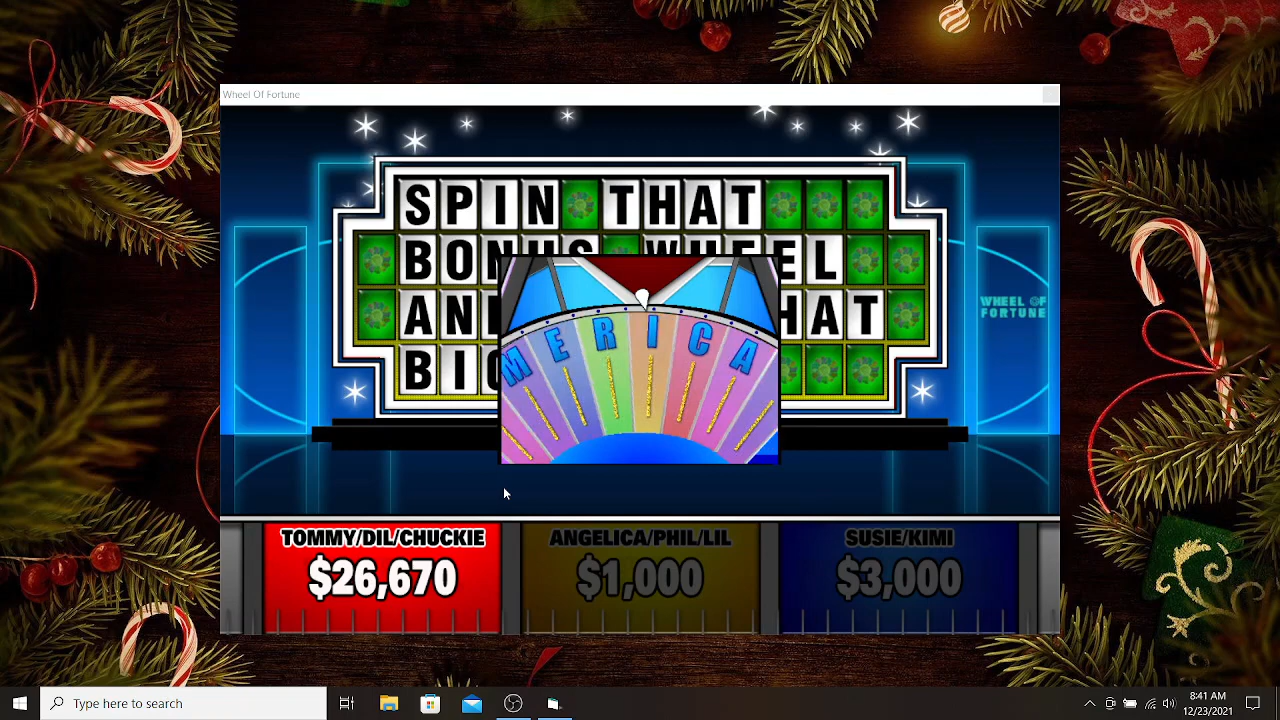 Wheel Of Fortune
SPIN THAT
BONUS WHEEL
AN HAT
BI
MERICA
WHEEL OF
FORTUNE
TOMMY/DIL/CHUCKIE
$26,670
ANGELICA/PHIL/LIL
$1,000
SUSIE/KIMI
$3,000
Type here to search
8:41 AM
12/23/2021